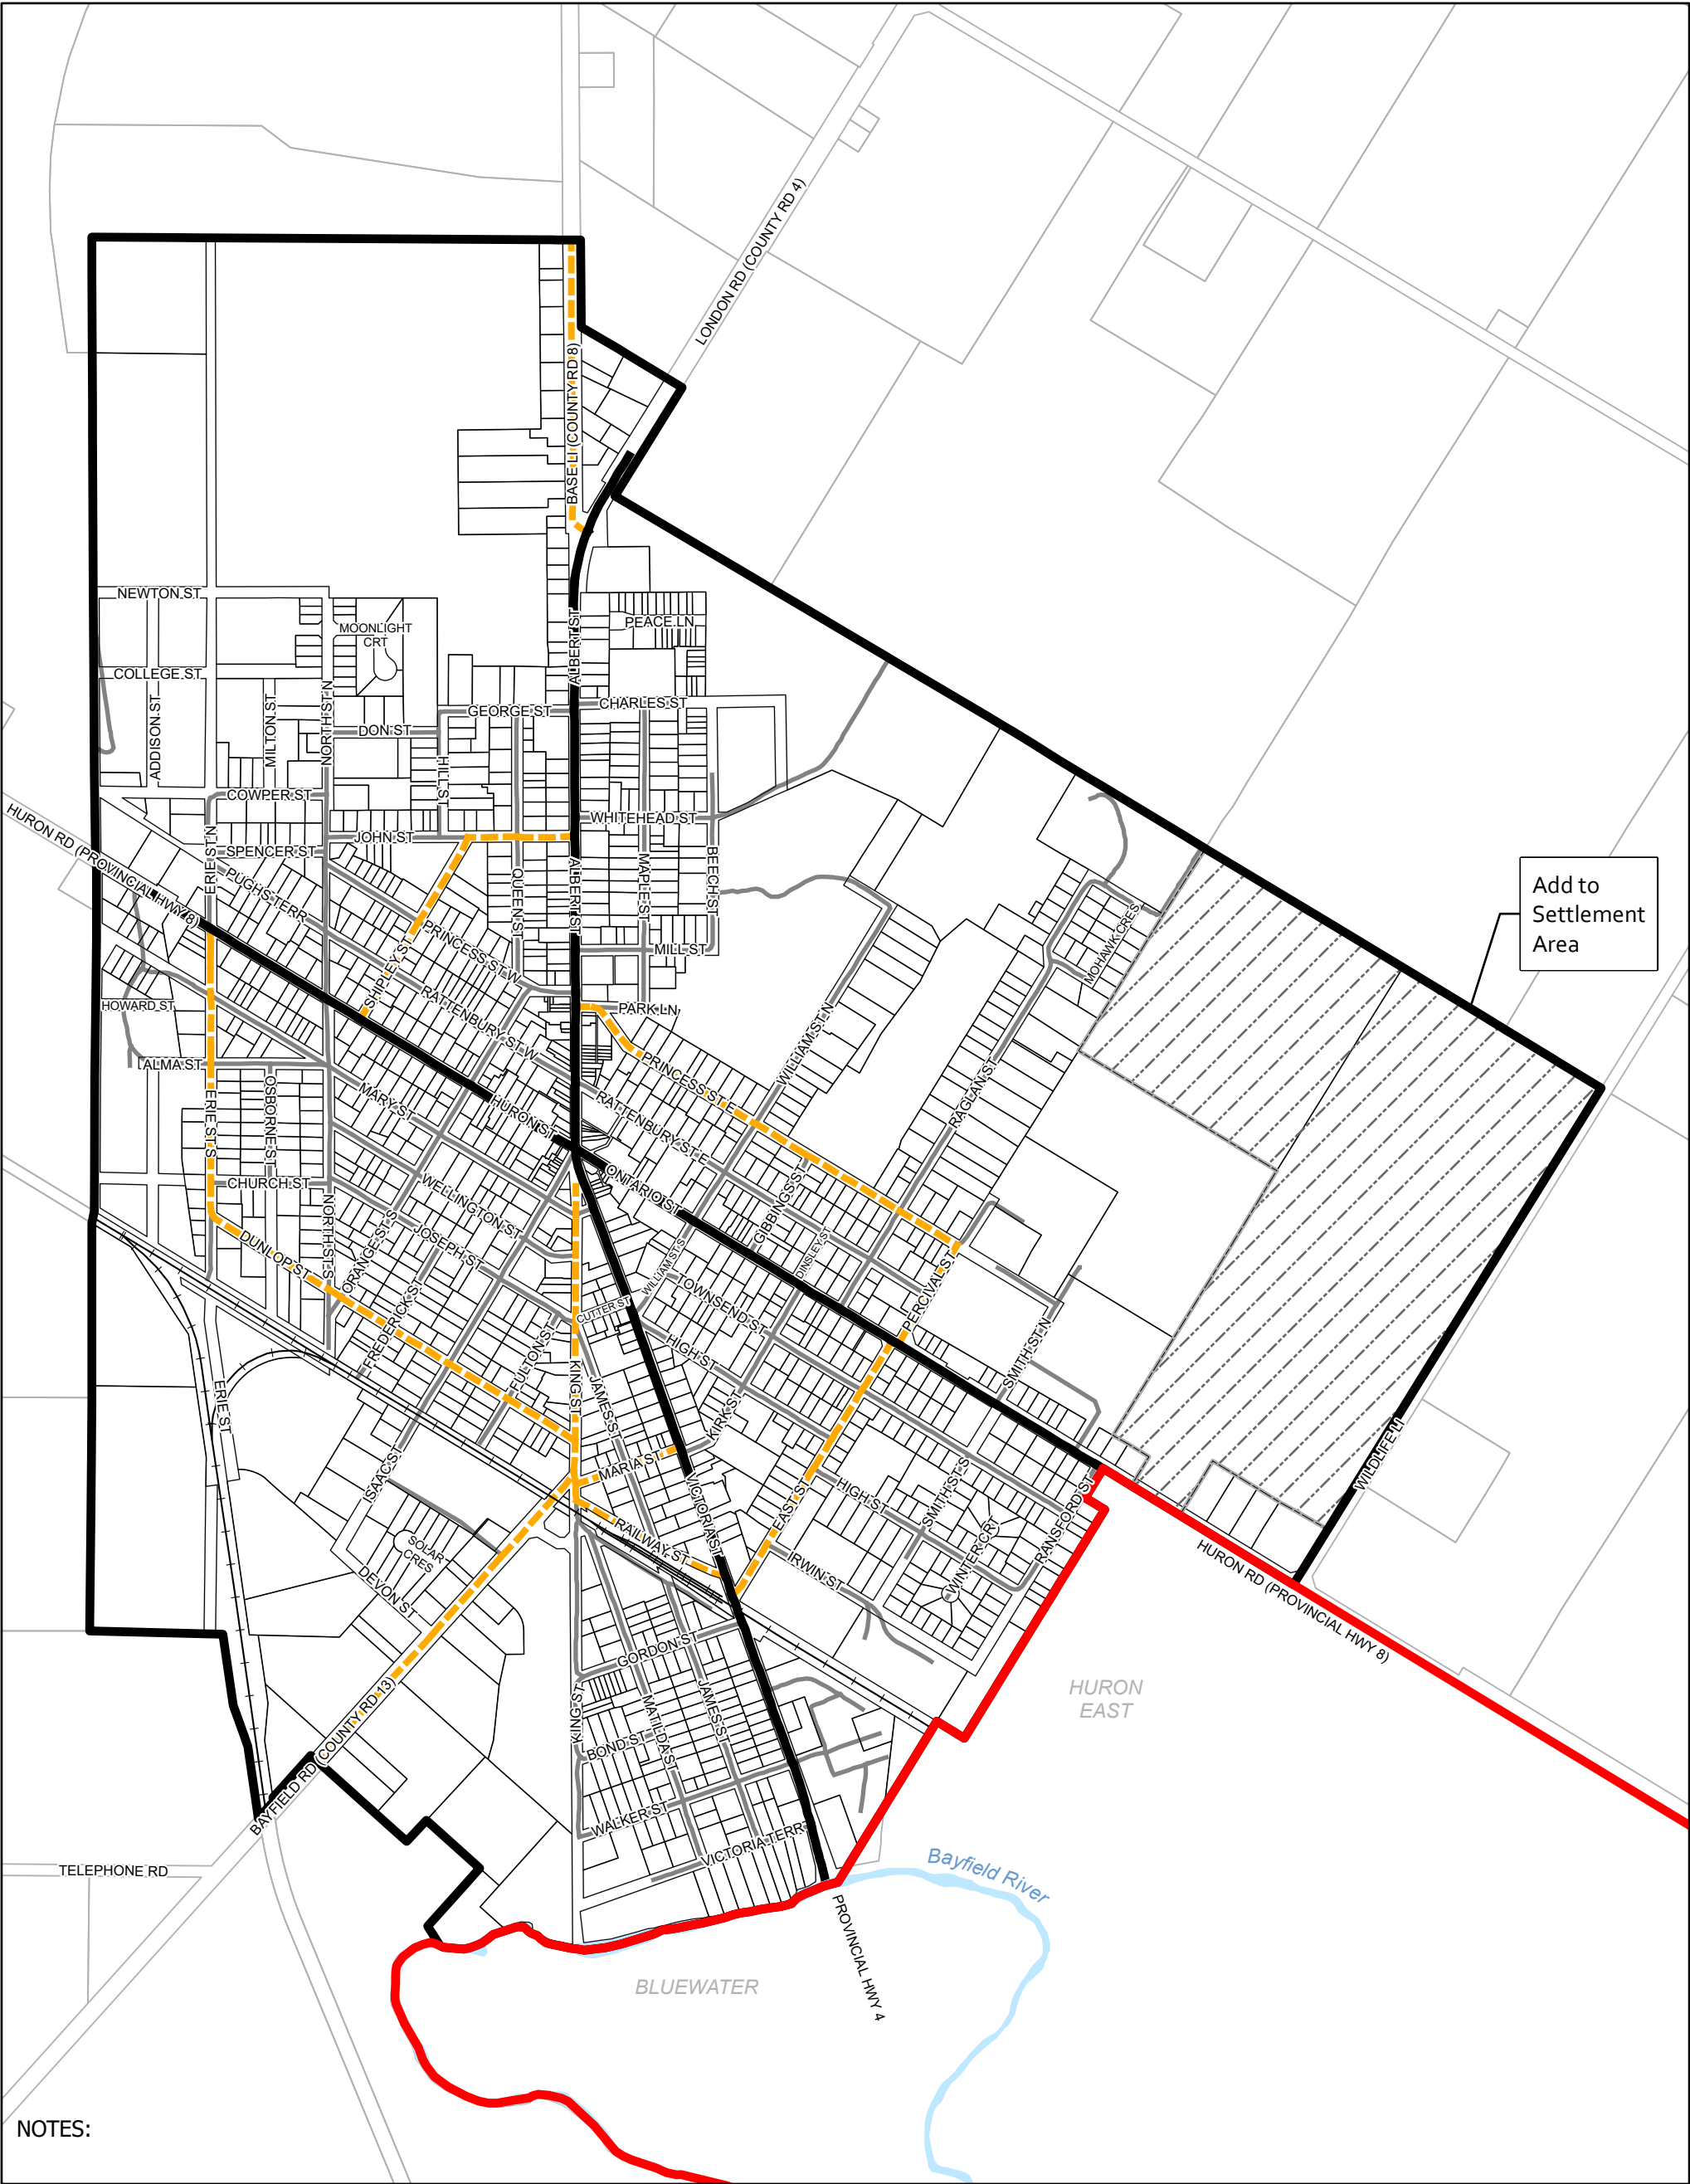 LONDON RD (COUNTY RD 4)
BASE LI (COUNTY RD 8)
NEWTON ST
PEACE LN
MOONLIGHT
CRT
ALBERT ST
COLLEGE ST
ADDISON ST
MILTON ST
NORTH ST N
GEORGE ST
CHARLES ST
DON ST
HILL ST
COWPER ST
WHITEHEAD ST
HURON RD (PROVINCIAL HWY 8)
ERIE ST N
JOHN ST
SPENCER ST
PUGHS TERR
QUEEN ST
ALBERT ST
MAPLE ST
BEECH ST
Add to
Settlement
Area
PRINCESS ST W
SHIPLEY ST
MILL ST
MOHAWK CRES
RATTENBURY ST W
HOWARD ST
PARK LN
WILLIAM ST N
ALMA ST
OSBORNE ST
ERIE ST S
MARY ST
HURON ST
PRINCESS ST E
RATTENBURY ST E
RAGLAN ST
CHURCH ST
WELLINGTON ST
ONTARIO ST
GIBBINGS ST
NORTH ST S
ORANGE ST S
JOSEPH ST
DUNLOP ST
WILLIAM ST S
DINSLEY ST
TOWNSEND ST
PERCIVAL ST
CUTTER ST
FREDERICK ST
FULTON ST
HIGH ST
SMITH ST N
ERIE ST
KING ST
JAMES ST
KIRK ST
WILDLIFE LI
ISAAC ST
MARIA ST
VICTORIA ST
EAST ST
HIGH ST
SMITH ST S
RANSFORD ST
SOLAR
CRES
RAILWAY ST
IRWIN ST
WINTER CRT
DEVON ST
HURON RD (PROVINCIAL HWY 8)
GORDON ST
HURON
EAST
KING ST
MATILDA ST
JAMES ST
BOND ST
BAYFIELD RD (COUNTY RD 13)
WALKER ST
VICTORIA TERR
TELEPHONE RD
Bayfield River
PROVINCIAL HWY 4
BLUEWATER
NOTES: